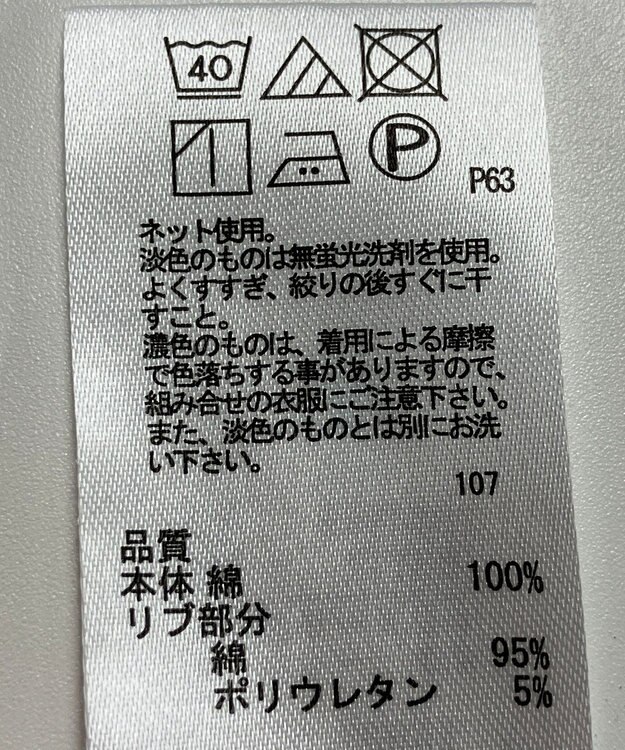 40
P
P63
ネット使用。
淡色のものは無蛍光洗剤を使用。
よくすすぎ、絞りの後すぐに干
すこと。
濃色のものは、着用による摩擦
で色落ちする事がありますので、
組み合せの衣服にご注意下さい。
また、淡色のものとは別にお洗
い下さい。
107
品質
本体 綿 100%
リブ部分
綿 95%
ポリウレタン 5%